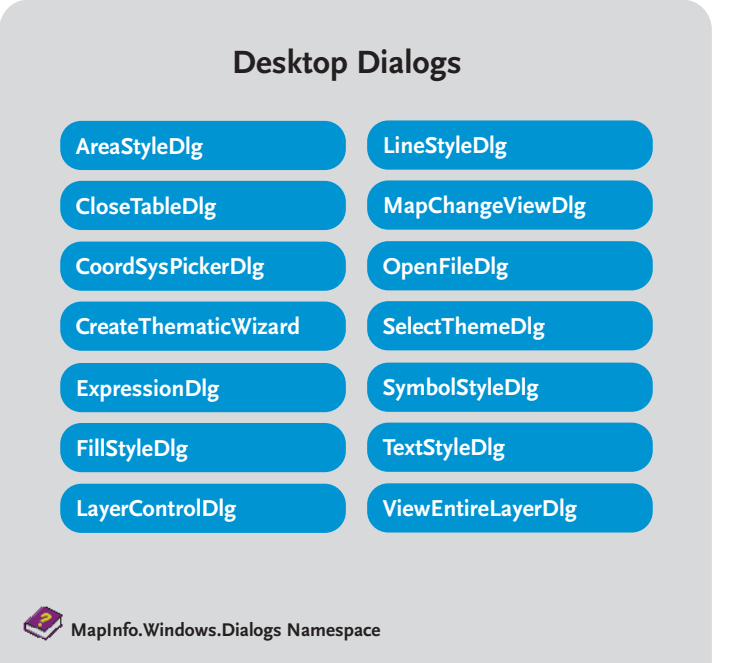 Desktop Dialogs
AreaStyleDlg
CloseTableDlg
CoordSysPickerDlg
CreateThematicWizard
ExpressionDlg
FillStyleDlg
LayerControlDlg
LineStyleDlg
MapChangeViewDlg
OpenFileDlg
SelectThemeDlg
SymbolStyleDlg
TextStyleDlg
ViewEntireLayerDlg
?
MapInfo.Windows.Dialogs Namespace